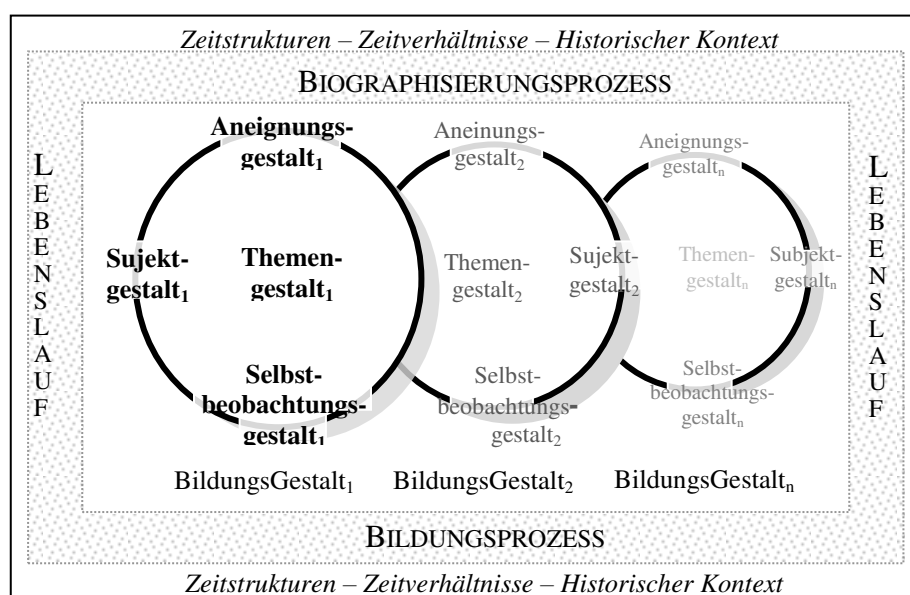 Zeitstrukturen – Zeitverhältnisse – Historischer Kontext
BIOGRAPHISIERUNGSPROZESS
LEBENSLAUF
Aneignungs-
gestalt₁
Sujekt-
gestalt₁
Themen-
gestalt₁
Selbst-
beobachtungs-
gestalt₁
BildungsGestalt₁
Aneinungs-
gestalt₂
Themen-
gestalt₂
Sujekt-
gestalt₂
Selbst-
beobachtungs-
gestalt₂
BildungsGestalt₂
Aneignungs-
gestaltₙ
Themen-
gestaltₙ
Subjekt-
gestaltₙ
Selbst-
beobachtungs-
gestaltₙ
BildungsGestaltₙ
LEBENSLAUF
BILDUNGSPROZESS
Zeitstrukturen – Zeitverhältnisse – Historischer Kontext